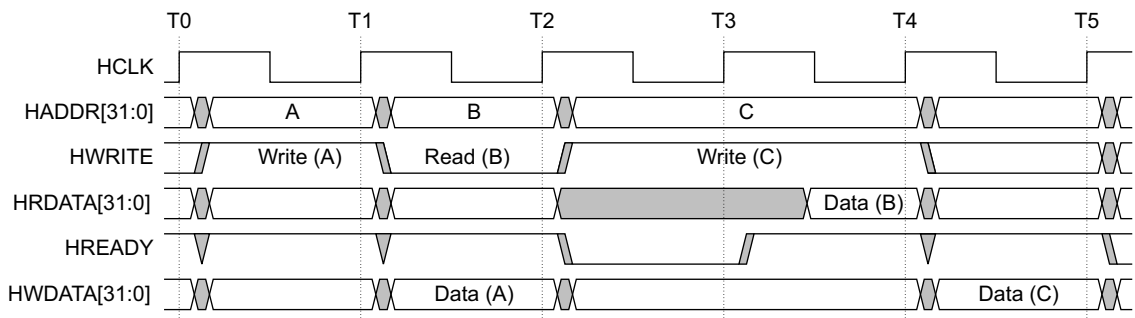 T0 T1 T2 T3 T4 T5
HCLK
HADDR[31:0] A B C
HWRITE Write (A) Read (B) Write (C)
HRDATA[31:0] Data (B)
HREADY
HWDATA[31:0] Data (A) Data (C)